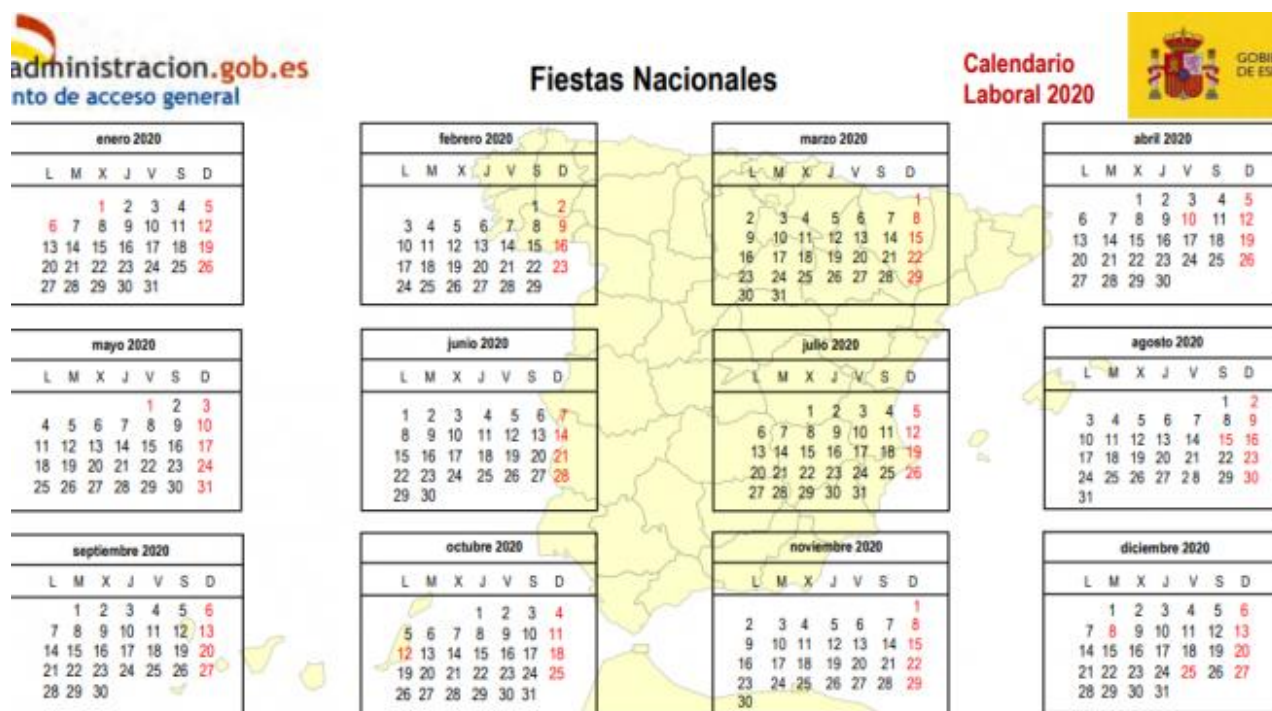 administracion.gob.es
nto de acceso general
Fiestas Nacionales
Calendario
Laboral 2020
GOBI
DE ES
enero 2020
L M X J V S D
1 2 3 4 5
6 7 8 9 10 11 12
13 14 15 16 17 18 19
20 21 22 23 24 25 26
27 28 29 30 31
febrero 2020
L M X J V S D
1 2
3 4 5 6 7 8 9
10 11 12 13 14 15 16
17 18 19 20 21 22 23
24 25 26 27 28 29
marzo 2020
L M X J V S D
1
2 3 4 5 6 7 8
9 10 11 12 13 14 15
16 17 18 19 20 21 22
23 24 25 26 27 28 29
30 31
abril 2020
L M X J V S D
1 2 3 4 5
6 7 8 9 10 11 12
13 14 15 16 17 18 19
20 21 22 23 24 25 26
27 28 29 30
mayo 2020
L M X J V S D
1 2 3
4 5 6 7 8 9 10
11 12 13 14 15 16 17
18 19 20 21 22 23 24
25 26 27 28 29 30 31
junio 2020
L M X J V S D
1 2 3 4 5 6 7
8 9 10 11 12 13 14
15 16 17 18 19 20 21
22 23 24 25 26 27 28
29 30
julio 2020
L M X J V S D
1 2 3 4 5
6 7 8 9 10 11 12
13 14 15 16 17 18 19
20 21 22 23 24 25 26
27 28 29 30 31
agosto 2020
L M X J V S D
1 2
3 4 5 6 7 8 9
10 11 12 13 14 15 16
17 18 19 20 21 22 23
24 25 26 27 28 29 30
31
septiembre 2020
L M X J V S D
1 2 3 4 5 6
7 8 9 10 11 12 13
14 15 16 17 18 19 20
21 22 23 24 25 26 27
28 29 30
octubre 2020
L M X J V S D
1 2 3 4
5 6 7 8 9 10 11
12 13 14 15 16 17 18
19 20 21 22 23 24 25
26 27 28 29 30 31
noviembre 2020
L M X J V S D
1
2 3 4 5 6 7 8
9 10 11 12 13 14 15
16 17 18 19 20 21 22
23 24 25 26 27 28 29
30
diciembre 2020
L M X J V S D
1 2 3 4 5 6
7 8 9 10 11 12 13
14 15 16 17 18 19 20
21 22 23 24 25 26 27
28 29 30 31